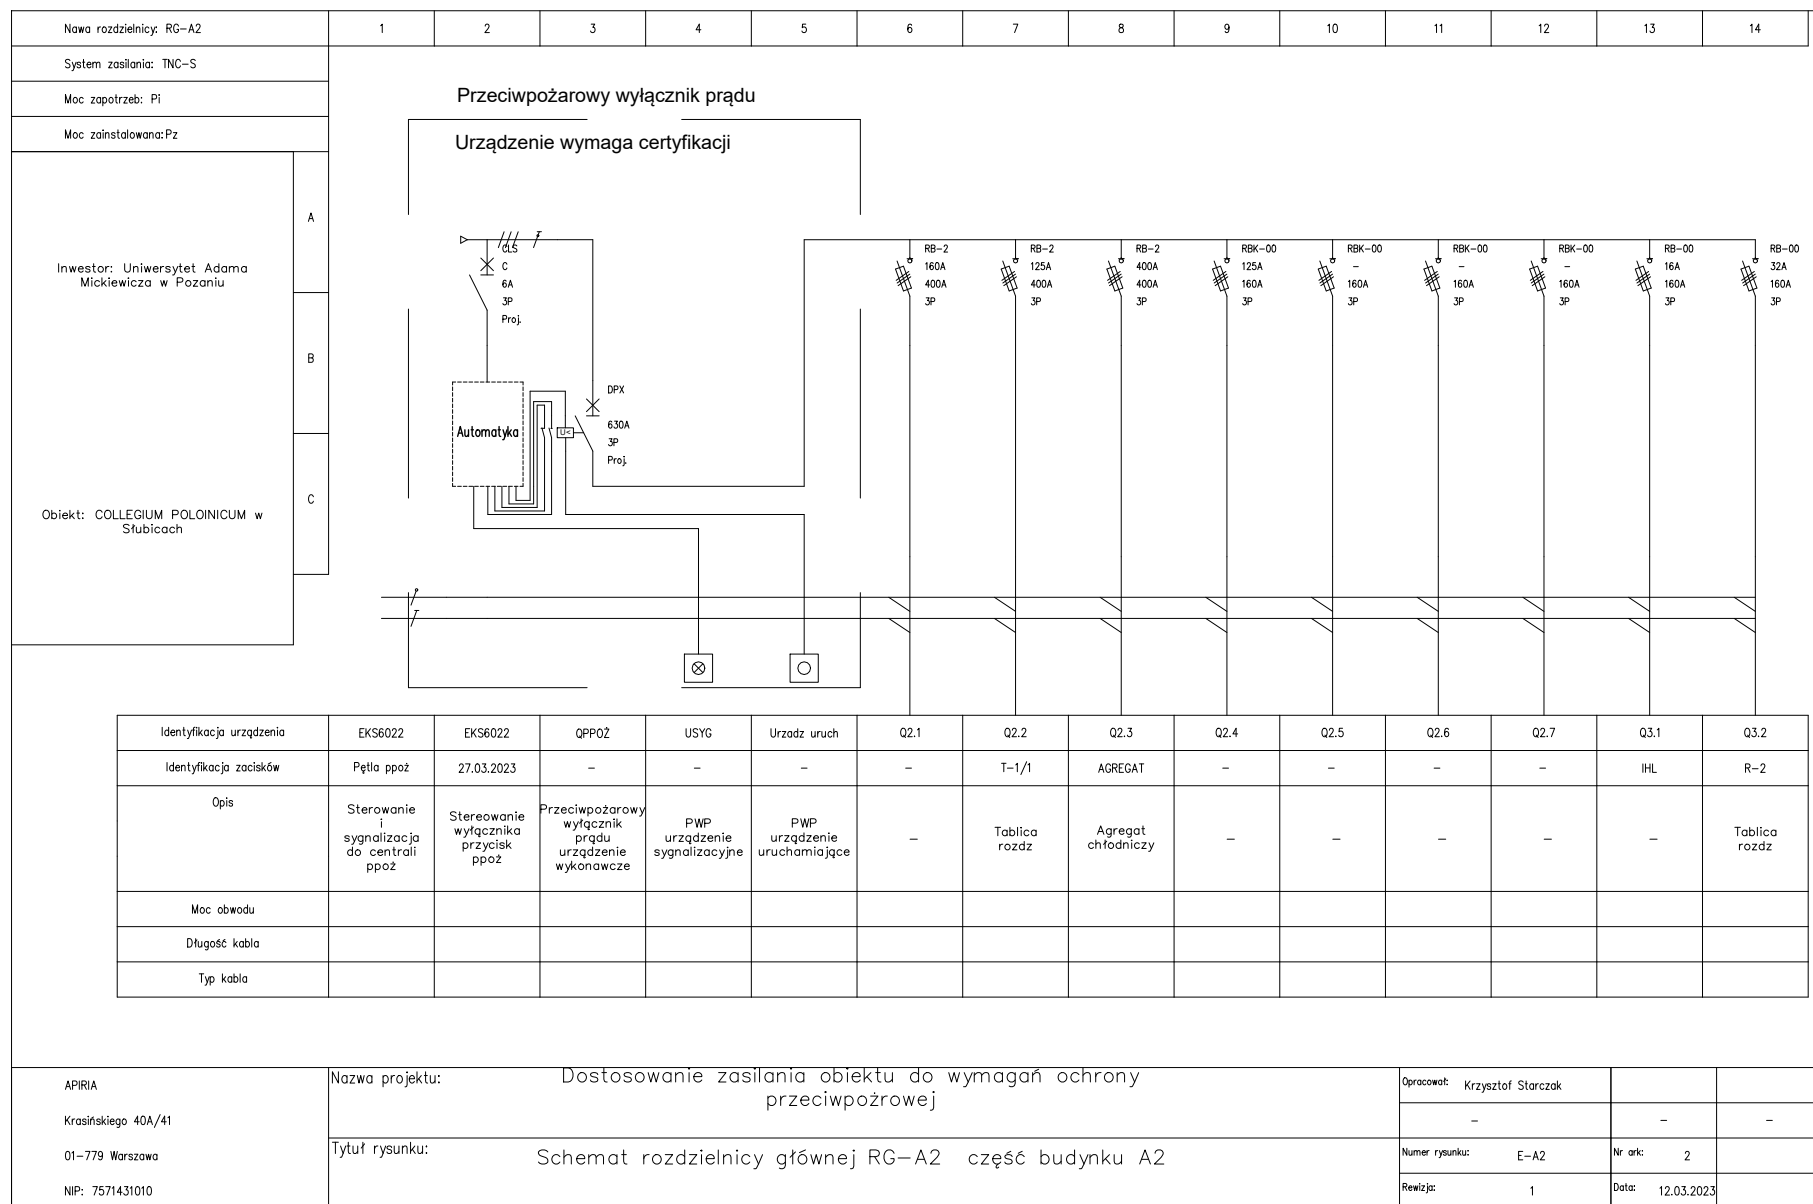 Nawa rozdzielnicy: RG-A2
1 2 3 4 5 6 7 8 9 10 11 12 13 14
System zasilania: TNC-S
Moc zapotrzeb: Pi
Moc zainstalowana:Pz
Przeciwpożarowy wyłącznik prądu
Urządzenie wymaga certyfikacji
A
B
C
Inwestor: Uniwersytet Adama
Mickiewicza w Pozaniu
Obiekt: COLLEGIUM POLOINICUM w
Słubicach
CLS
C
6A
3P
Proj.
Automatyka
U<
DPX
630A
3P
Proj.
RB-2
160A
400A
3P
RB-2
125A
400A
3P
RB-2
400A
400A
3P
RBK-00
125A
160A
3P
RBK-00
-
160A
3P
RBK-00
-
160A
3P
RBK-00
-
160A
3P
RB-00
16A
160A
3P
RB-00
32A
160A
3P
Identyfikacja urządzenia EKS6022 EKS6022 QPPOŻ USYG Urzadz uruch Q2.1 Q2.2 Q2.3 Q2.4 Q2.5 Q2.6 Q2.7 Q3.1 Q3.2
Identyfikacja zacisków Pętla ppoż 27.03.2023 - - - - T-1/1 AGREGAT - - - - IHL R-2
Opis
Sterowanie
i
sygnalizacja
do centrali
ppoż
Stereowanie
wyłącznika
przycisk
ppoż
Przeciwpożarowy
wyłącznik
prądu
urządzenie
wykonawcze
PWP
urządzenie
sygnalizacyjne
PWP
urządzenie
uruchamiające
-
Tablica
rozdz
Agregat
chłodniczy
-
-
-
-
-
Tablica
rozdz
Moc obwodu
Długość kabla
Typ kabla
APIRIA
Krasińskiego 40A/41
01-779 Warszawa
NIP: 7571431010
Nazwa projektu:
Dostosowanie zasilania obiektu do wymagań ochrony
przeciwpożrowej
Tytuł rysunku:
Schemat rozdzielnicy głównej RG-A2 część budynku A2
Opracował: Krzysztof Starczak
- - -
Numer rysunku: E-A2 Nr ark: 2
Rewizja: 1 Data: 12.03.2023